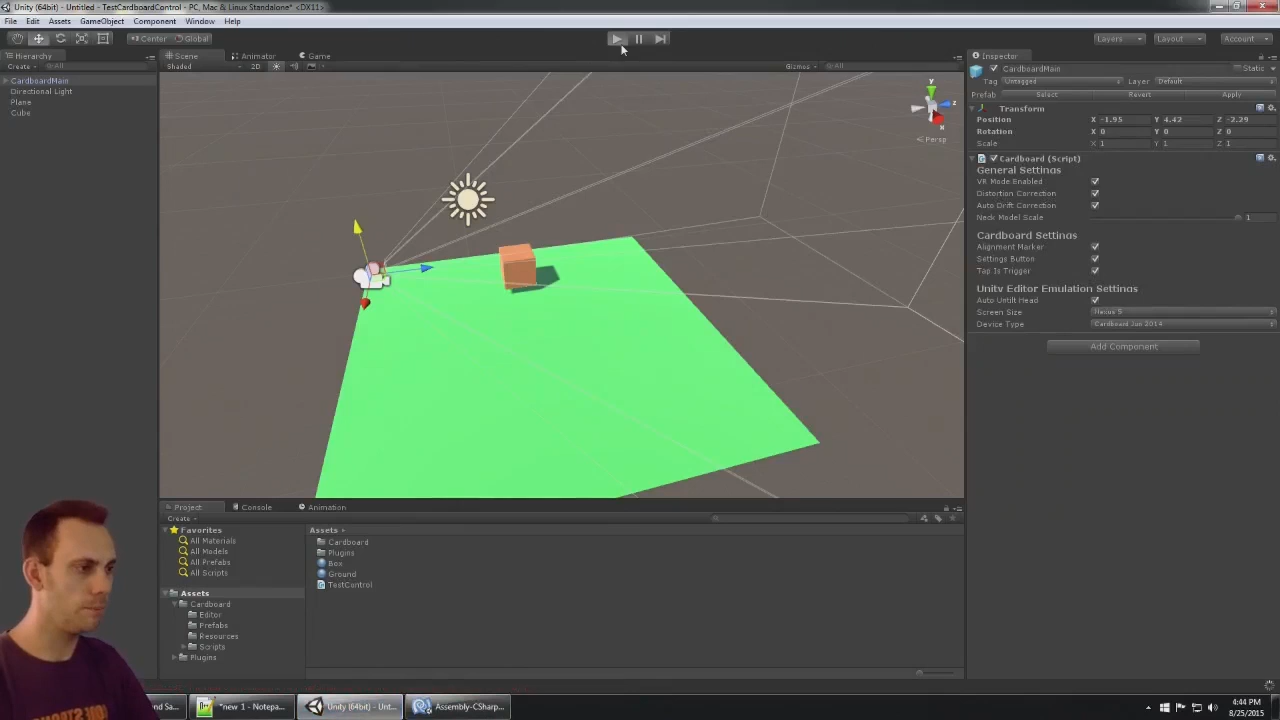 Unity (64bit) - Untitled - TestCardboardControl - PC, Mac & Linux Standalone* <DX11>
File Edit Assets GameObject Component Window Help
Center Global Layers Layout Account
Hierarchy
Create All
CardboardMain
Directional Light
Plane
Cube
Scene Animator Game
Shaded 2D Gizmos All
y
z
x
Persp
Inspector
CardboardMain Static
Tag Untagged Layer Default
Prefab Select Revert Apply
Transform
Position X -1.95 Y 4.42 Z -2.29
Rotation X 0 Y 0 Z 0
Scale X 1 Y 1 Z 1
Cardboard (Script)
General Settings
VR Mode Enabled
Distortion Correction
Auto Drift Correction
Neck Model Scale 1
Cardboard Settings
Alignment Marker
Settings Button
Tap Is Trigger
Unity Editor Emulation Settings
Auto Untilt Head
Screen Size Nexus 5
Device Type Cardboard Jun 2014
Add Component
Project Console Animation
Create
Favorites
All Materials
All Models
All Prefabs
All Scripts
Assets
Cardboard
Editor
Prefabs
Resources
Scripts
Plugins
Assets
Cardboard
Plugins
Box
Ground
TestControl
nd Sa... *new 1 - Notepa... Unity (64bit) - Unt... Assembly-CSharp...
4:44 PM
8/25/2015